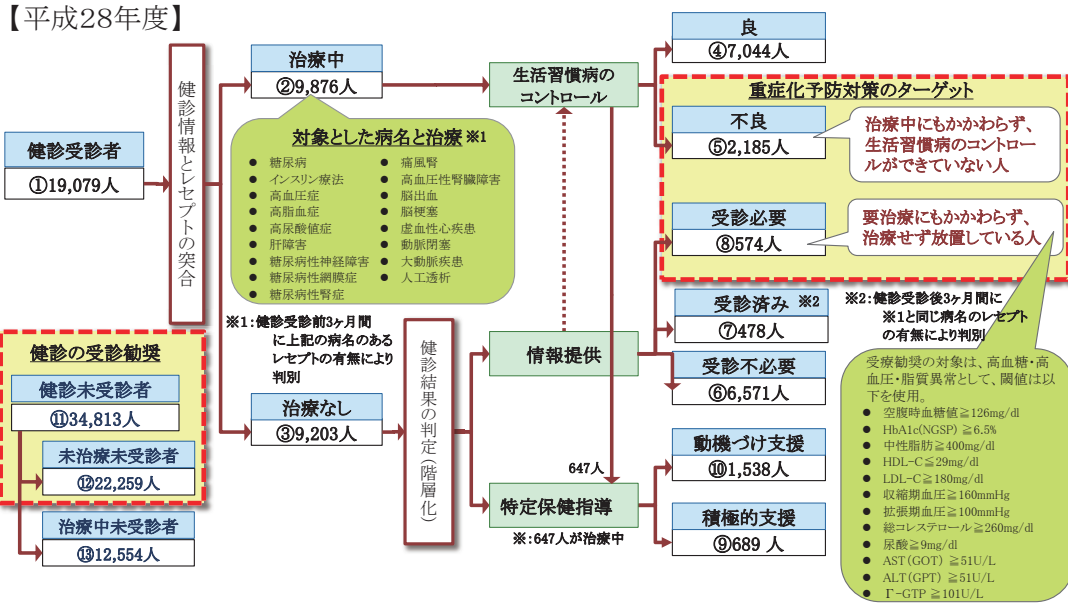 【平成28年度】
健診受診者
①19,079人
健診情報とレセプトの突合
治療中
②9,876人
対象とした病名と治療 ※1
● 糖尿病
● インスリン療法
● 高血圧症
● 高脂血症
● 高尿酸値症
● 肝障害
● 糖尿病性神経障害
● 糖尿病性網膜症
● 糖尿病性腎症
● 痛風腎
● 高血圧性腎臓障害
● 脳出血
● 脳梗塞
● 虚血性心疾患
● 動脈閉塞
● 大動脈疾患
● 人工透析
※1:健診受診前3ヶ月間
に上記の病名のある
レセプトの有無により
判別
治療なし
③9,203人
健診結果の判定(階層化)
生活習慣病の
コントロール
情報提供
647人
特定保健指導
※:647人が治療中
良
④7,044人
重症化予防対策のターゲット
不良
⑤2,185人
治療中にもかかわらず、
生活習慣病のコントロー
ルができていない人
受診必要
⑧574人
要治療にもかかわらず、
治療せず放置している人
受診済み ※2
⑦478人
※2:健診受診後3ヶ月間に
※1と同じ病名のレセプト
の有無により判別
受診不必要
⑥6,571人
動機づけ支援
⑩1,538人
積極的支援
⑨689 人
受療勧奨の対象は、高血糖・高
血圧・脂質異常として、閾値は以
下を使用。
● 空腹時血糖値≧126mg/dl
● HbA1c(NGSP) ≧6.5%
● 中性脂肪≧400mg/dl
● HDL-C≦29mg/dl
● LDL-C≧180mg/dl
● 収縮期血圧≧160mmHg
● 拡張期血圧≧100mmHg
● 総コレステロール≧260mg/dl
● 尿酸≧9mg/dl
● AST(GOT) ≧51U/L
● ALT(GPT) ≧51U/L
● Γ-GTP ≧101U/L
健診の受診勧奨
健診未受診者
⑪34,813人
未治療未受診者
⑫22,259人
治療中未受診者
⑬12,554人